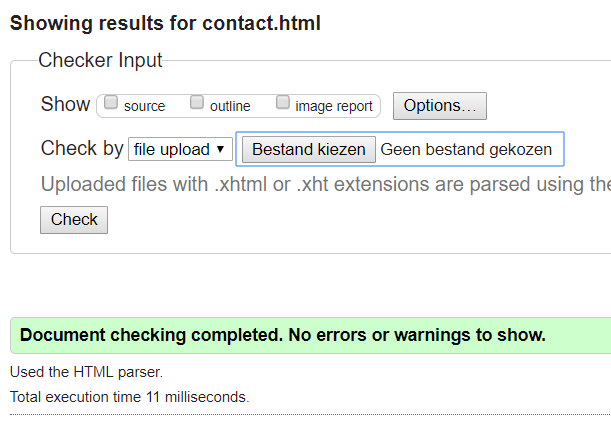 Showing results for contact.html
Checker Input
Show source outline image report Options...
Check by file upload Bestand kiezen Geen bestand gekozen
Uploaded files with .xhtml or .xht extensions are parsed using the
Check
Document checking completed. No errors or warnings to show.
Used the HTML parser.
Total execution time 11 milliseconds.